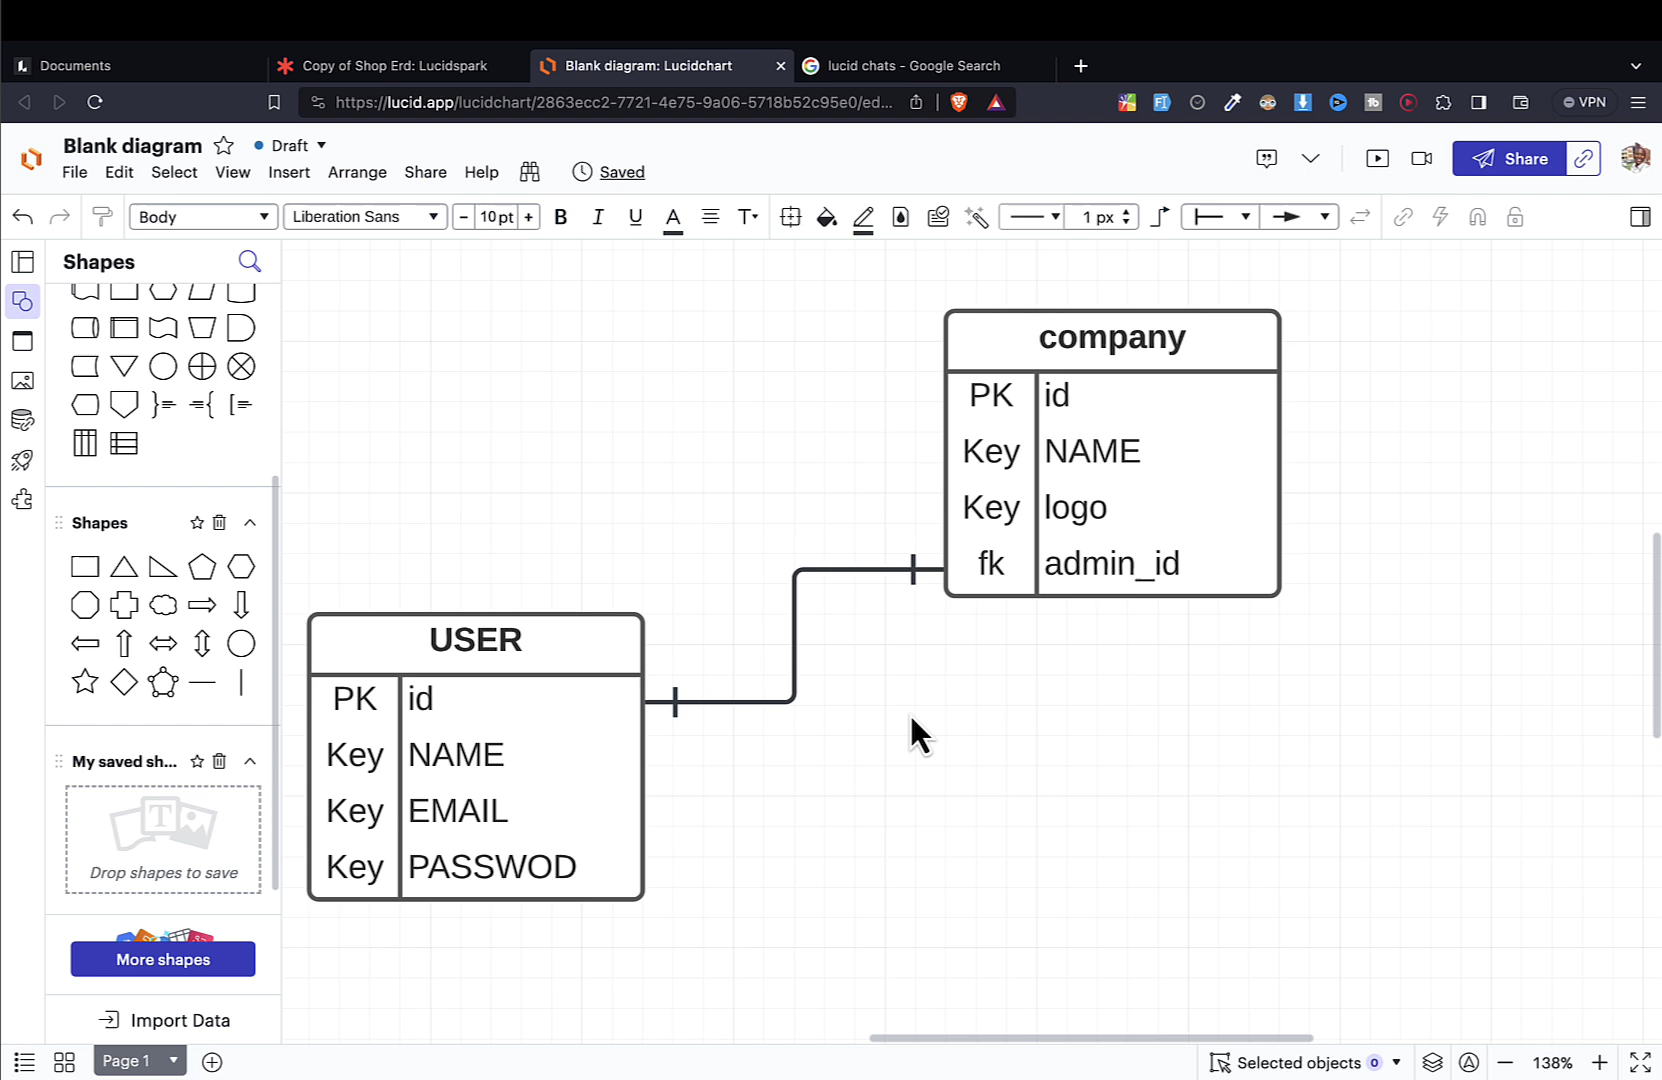 Documents
Copy of Shop Erd: Lucidspark
Blank diagram: Lucidchart
lucid chats - Google Search
https://lucid.app/lucidchart/2863ecc2-7721-4e75-9a06-5718b52c95e0/ed...
VPN
Blank diagram
Draft
File Edit Select View Insert Arrange Share Help Saved
Share
Body Liberation Sans - 10 pt + B I U A T 1 px
Shapes
company
PK id
Key NAME
Key logo
fk admin_id
Shapes
USER
PK id
Key NAME
Key EMAIL
Key PASSWOD
My saved sh...
T
Drop shapes to save
More shapes
Import Data
Page 1
Selected objects 0
138%